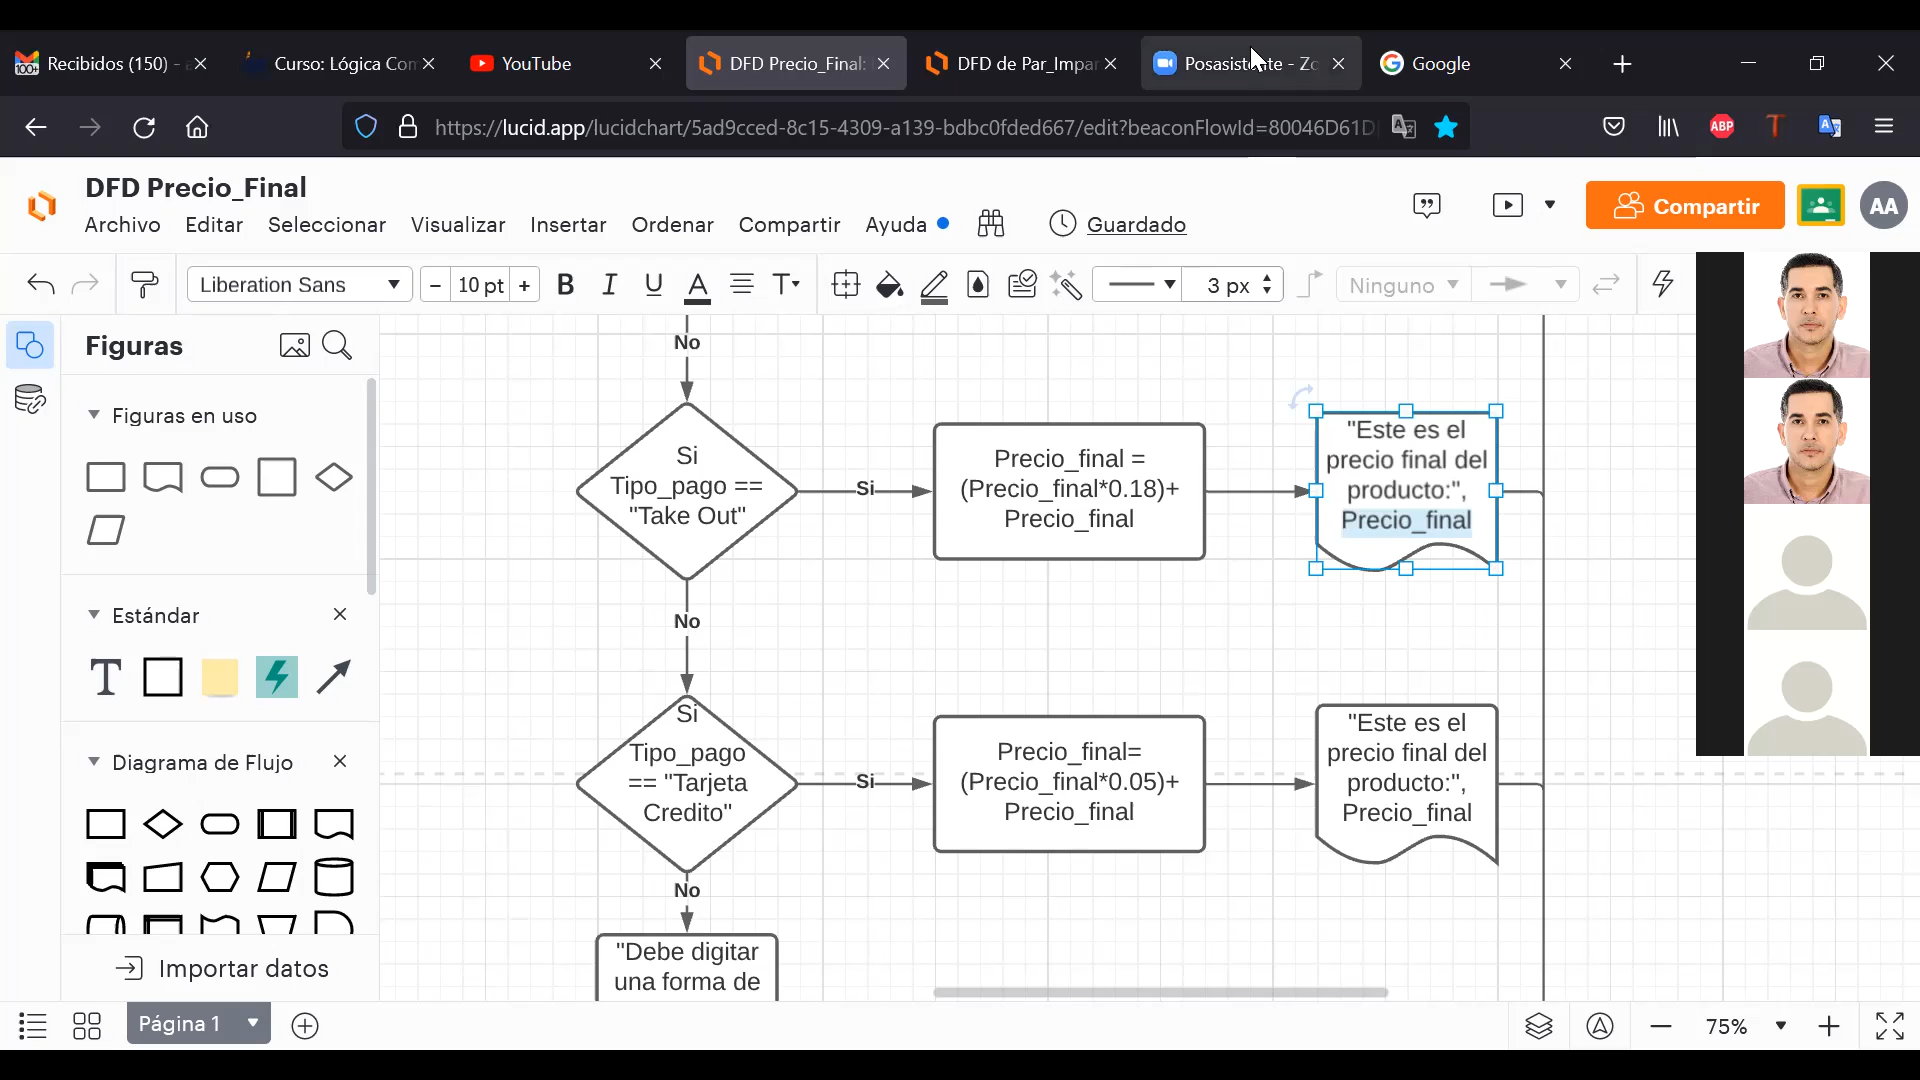 Recibidos (150) -
Curso: Lógica Com
YouTube
DFD Precio_Final:
DFD de Par_Impar
Posasistente - Zo
Google
https://lucid.app/lucidchart/5ad9cced-8c15-4309-a139-bdbc0fded667/edit?beaconFlowId=80046D61D
ABP
T
DFD Precio_Final
Archivo Editar Seleccionar Visualizar Insertar Ordenar Compartir Ayuda Guardado
Compartir
AA
Liberation Sans - 10 pt + B I U A T 3 px Ninguno
Figuras
Figuras en uso
Estándar
T
Diagrama de Flujo
Importar datos
No
Si
Tipo_pago ==
"Take Out"
Si
Precio_final =
(Precio_final*0.18)+
Precio_final
"Este es el
precio final del
producto:",
Precio_final
No
Si
Tipo_pago
== "Tarjeta
Credito"
Si
Precio_final=
(Precio_final*0.05)+
Precio_final
"Este es el
precio final del
producto:",
Precio_final
No
"Debe digitar
una forma de
Página 1
75%